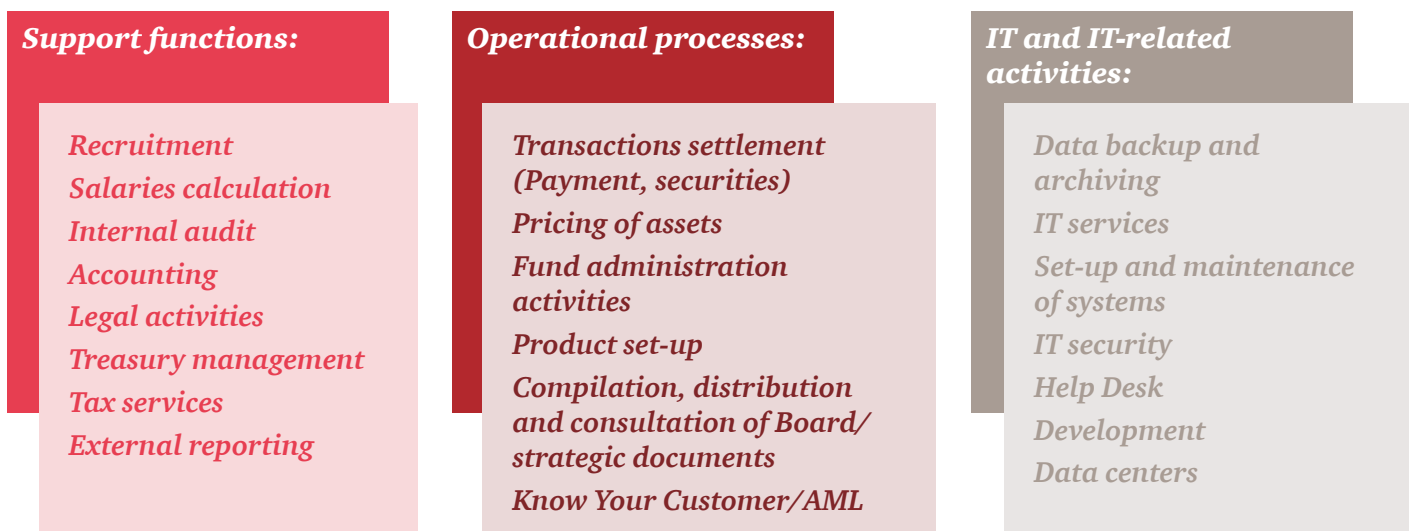 Support functions:
Recruitment
Salaries calculation
Internal audit
Accounting
Legal activities
Treasury management
Tax services
External reporting
Operational processes:
Transactions settlement
(Payment, securities)
Pricing of assets
Fund administration
activities
Product set-up
Compilation, distribution
and consultation of Board/
strategic documents
Know Your Customer/AML
IT and IT-related
activities:
Data backup and
archiving
IT services
Set-up and maintenance
of systems
IT security
Help Desk
Development
Data centers